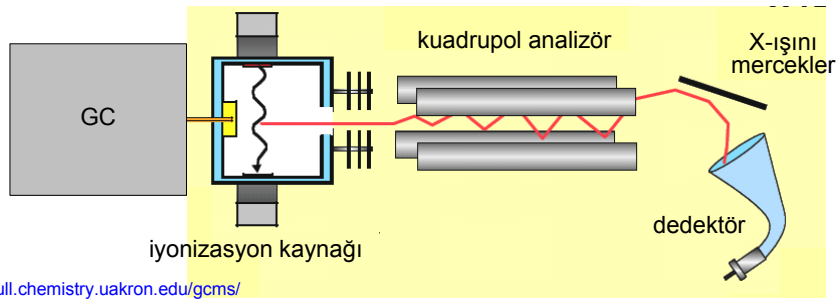 kuadrupol analizör
X-ışını
mercekler
GC
dedektör
iyonizasyon kaynağı
ull.chemistry.uakron.edu/gcms/